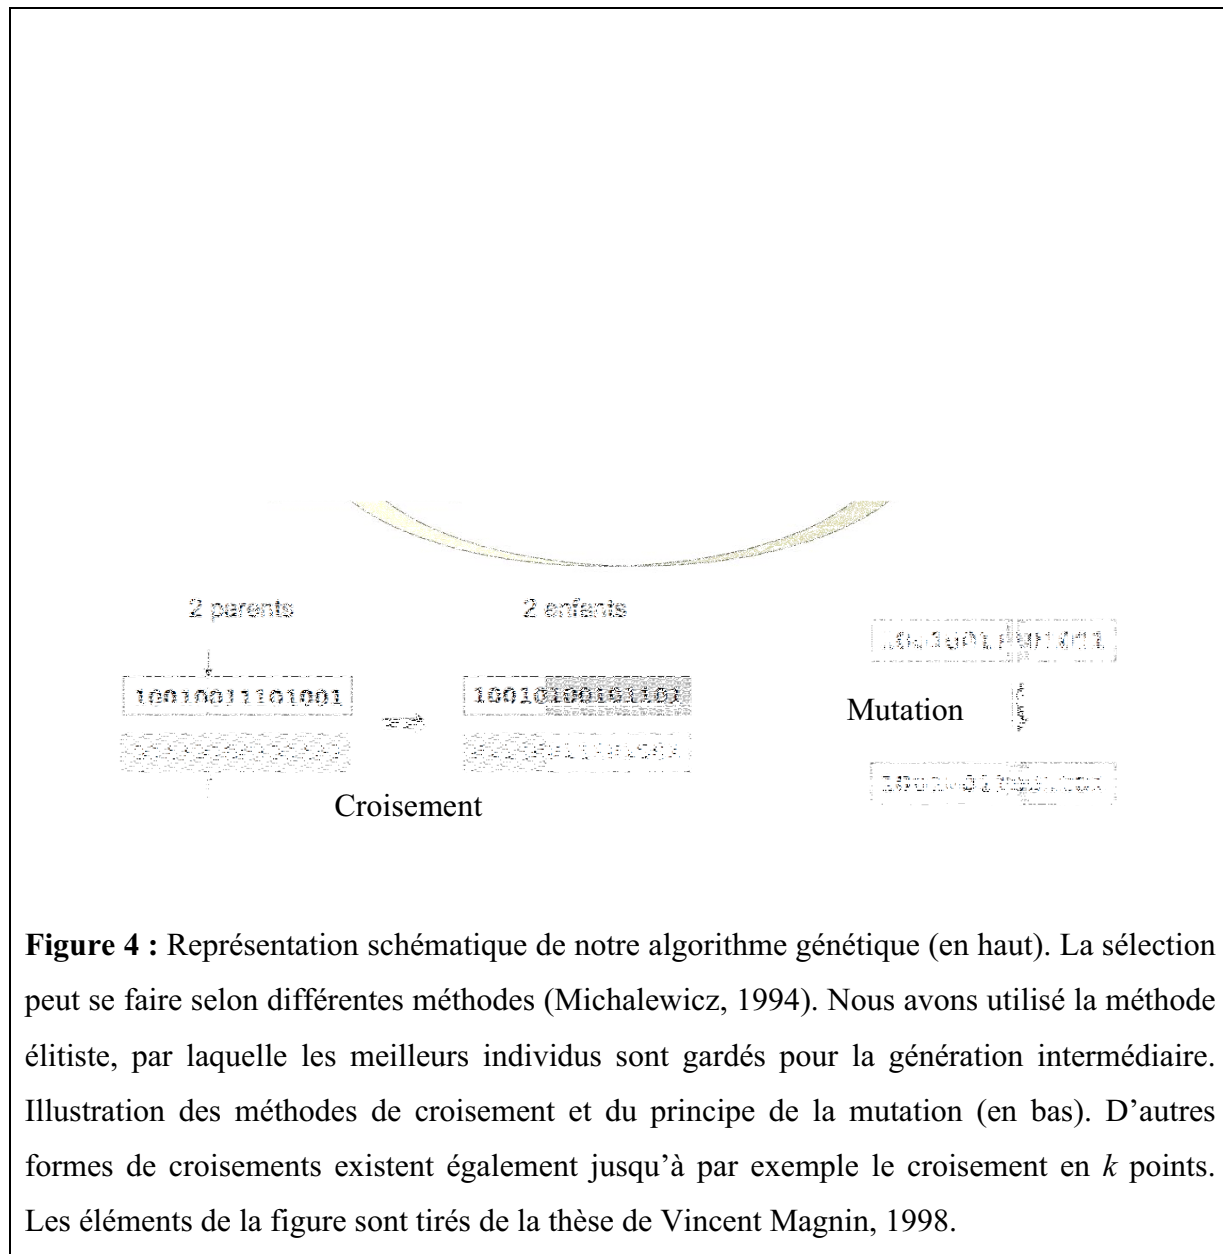 2 parents
2 enfants
10010011101001
10010100101101
Mutation
Croisement
Figure 4 : Représentation schématique de notre algorithme génétique (en haut). La sélection
peut se faire selon différentes méthodes (Michalewicz, 1994). Nous avons utilisé la méthode
élitiste, par laquelle les meilleurs individus sont gardés pour la génération intermédiaire.
Illustration des méthodes de croisement et du principe de la mutation (en bas). D’autres
formes de croisements existent également jusqu’à par exemple le croisement en k points.
Les éléments de la figure sont tirés de la thèse de Vincent Magnin, 1998.